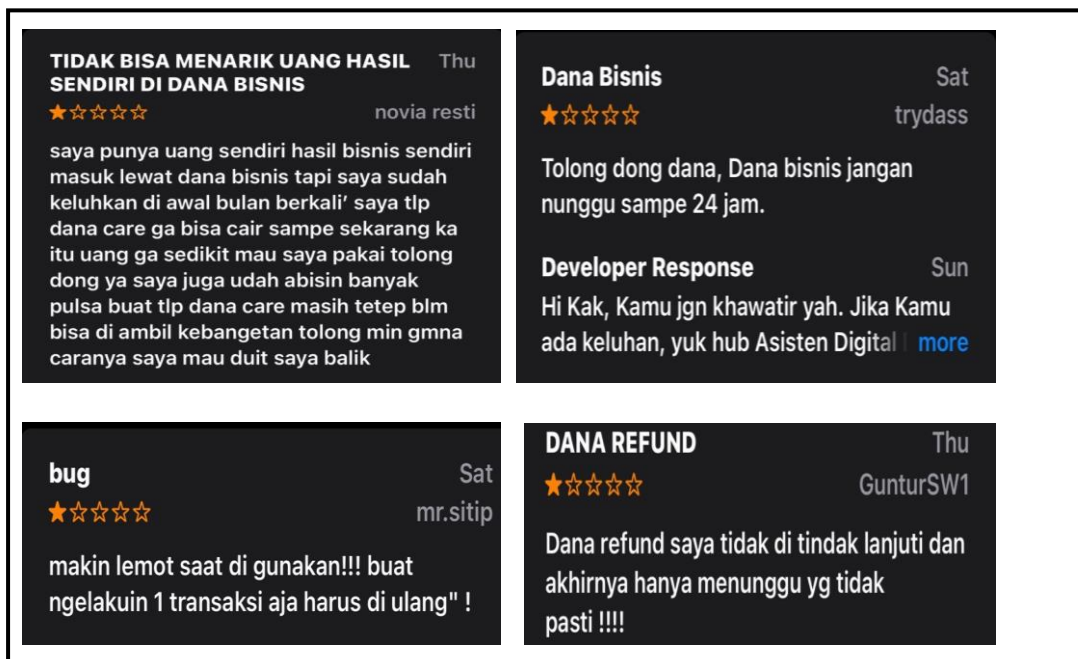 TIDAK BISA MENARIK UANG HASIL Thu
SENDIRI DI DANA BISNIS
novia resti
saya punya uang sendiri hasil bisnis sendiri
masuk lewat dana bisnis tapi saya sudah
keluhkan di awal bulan berkali’ saya tlp
dana care ga bisa cair sampe sekarang ka
itu uang ga sedikit mau saya pakai tolong
dong ya saya juga udah abisin banyak
pulsa buat tlp dana care masih tetep blm
bisa di ambil kebangetan tolong min gmna
caranya saya mau duit saya balik
Dana Bisnis Sat
trydass
Tolong dong dana, Dana bisnis jangan
nunggu sampe 24 jam.
Developer Response Sun
Hi Kak, Kamu jgn khawatir yah. Jika Kamu
ada keluhan, yuk hub Asisten Digital more
bug Sat
mr.sitip
makin lemot saat di gunakan!!! buat
ngelakuin 1 transaksi aja harus di ulang" !
DANA REFUND Thu
GunturSW1
Dana refund saya tidak di tindak lanjuti dan
akhirnya hanya menunggu yg tidak
pasti !!!!